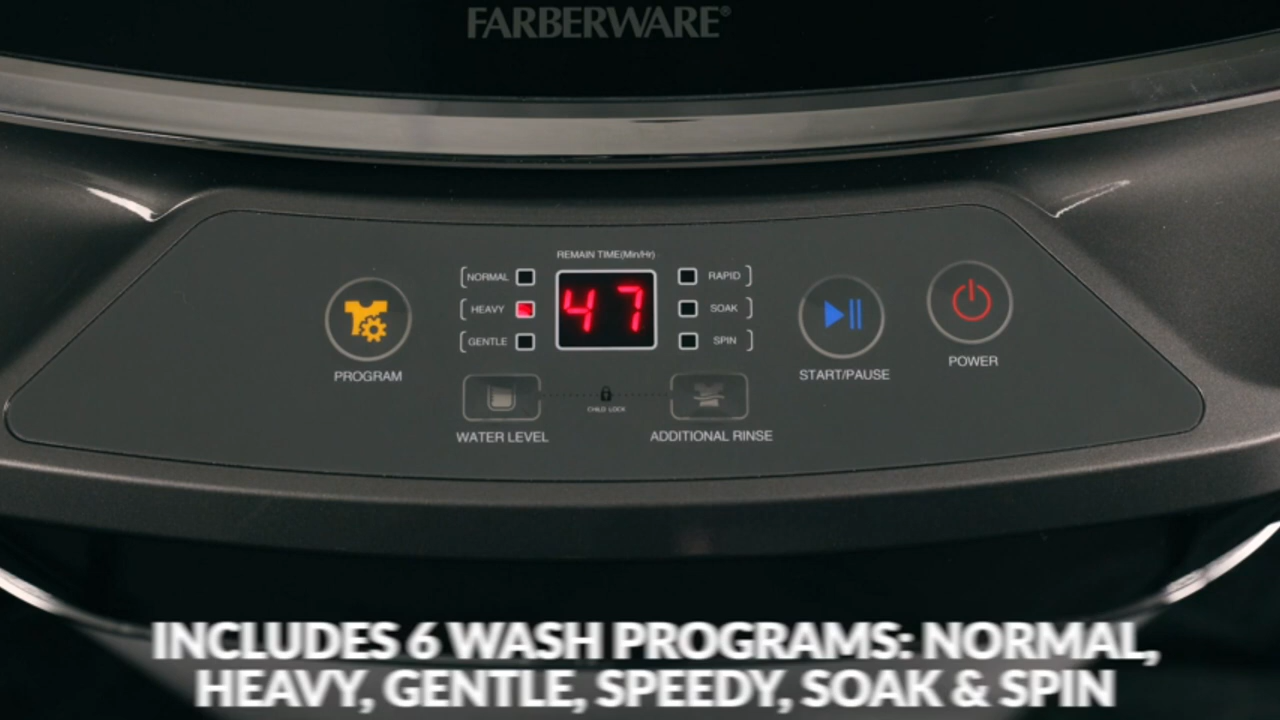 FARBERWARE®
REMAIN TIME(Min/Hr)
NORMAL
HEAVY
GENTLE
47
RAPID
SOAK
SPIN
PROGRAM
START/PAUSE
POWER
CHILD LOCK
WATER LEVEL
ADDITIONAL RINSE
INCLUDES 6 WASH PROGRAMS: NORMAL,
HEAVY, GENTLE, SPEEDY, SOAK & SPIN